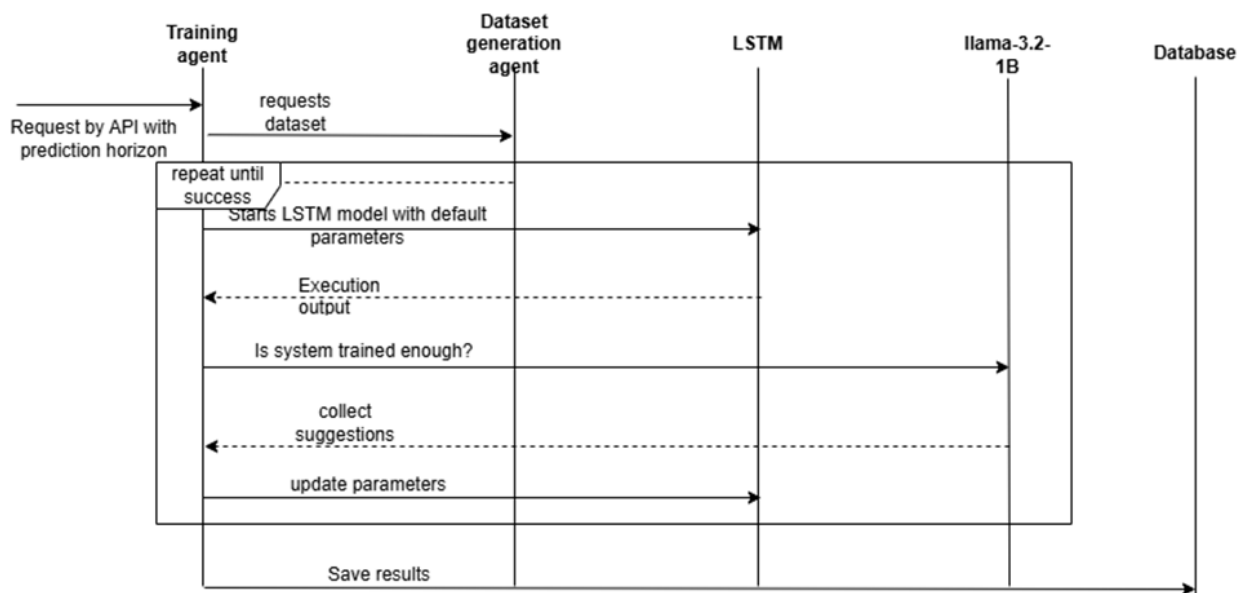 Training
agent
Dataset
generation
agent
LSTM
llama-3.2-
1B
Database
Request by API with
prediction horizon
requests
dataset
repeat until
success
Starts LSTM model with default
parameters
Execution
output
Is system trained enough?
collect
suggestions
update parameters
Save results